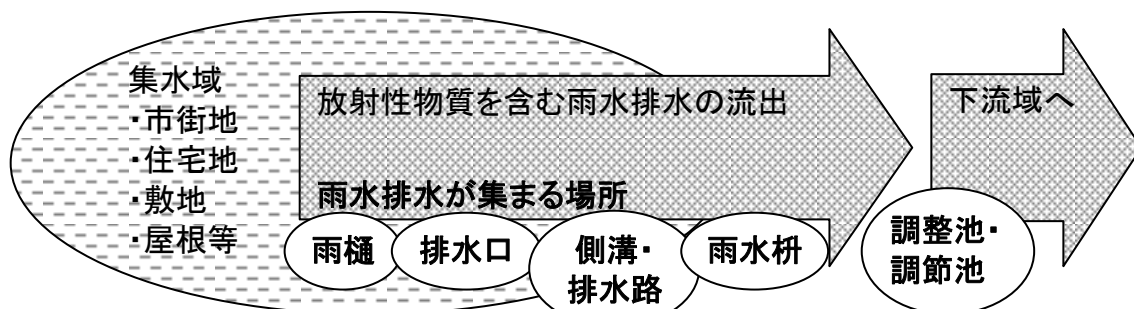 集水域
・市街地
・住宅地
・敷地
・屋根等
放射性物質を含む雨水排水の流出
雨水排水が集まる場所
雨樋
排水口
側溝・
排水路
雨水枡
調整池・
調節池
下流域へ